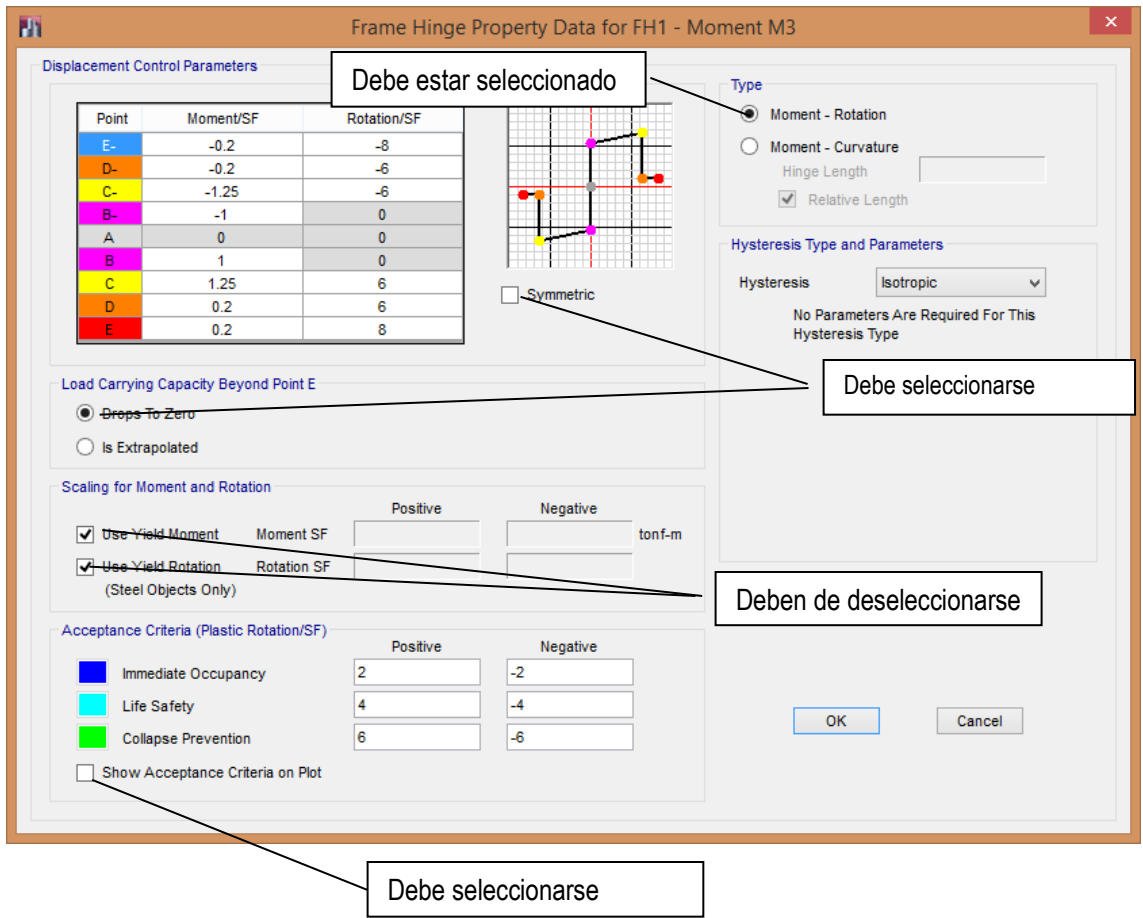 Frame Hinge Property Data for FH1 - Moment M3
×
Displacement Control Parameters
Debe estar seleccionado
Point Moment/SF Rotation/SF
E- -0.2 -8
D- -0.2 -6
C- -1.25 -6
B- -1 0
A 0 0
B 1 0
C 1.25 6
D 0.2 6
E 0.2 8
Symmetric
Type
Moment - Rotation
Moment - Curvature
Hinge Length
Relative Length
Hysteresis Type and Parameters
Hysteresis Isotropic
No Parameters Are Required For This
Hysteresis Type
Debe seleccionarse
Load Carrying Capacity Beyond Point E
Drops To Zero
Is Extrapolated
Scaling for Moment and Rotation
Positive Negative
Use Yield Moment Moment SF tonf-m
Use Yield Rotation Rotation SF
(Steel Objects Only)
Deben de deseleccionarse
Acceptance Criteria (Plastic Rotation/SF)
Positive Negative
Immediate Occupancy 2 -2
Life Safety 4 -4
Collapse Prevention 6 -6
Show Acceptance Criteria on Plot
OK Cancel
Debe seleccionarse